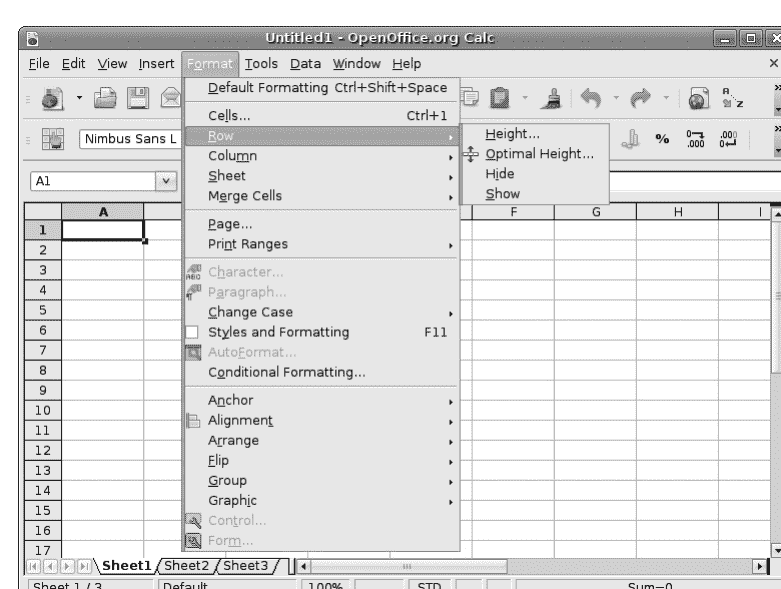 Untitled1 - OpenOffice.org Calc
File Edit View Insert Format Tools Data Window Help
Default Formatting Ctrl+Shift+Space
Cells... Ctrl+1
Row
Height...
Optimal Height...
Hide
Show
Column
Sheet
Merge Cells
Page...
Print Ranges
Character...
Paragraph...
Change Case
Styles and Formatting F11
AutoFormat...
Conditional Formatting...
Anchor
Alignment
Arrange
Flip
Group
Graphic
Control...
Form...
Nimbus Sans L
%
A1
A F G H I
1
2
3
4
5
6
7
8
9
10
11
12
13
14
15
16
17
Sheet1 Sheet2 Sheet3
Sheet 1 / 3 Default 100% STD Sum=0